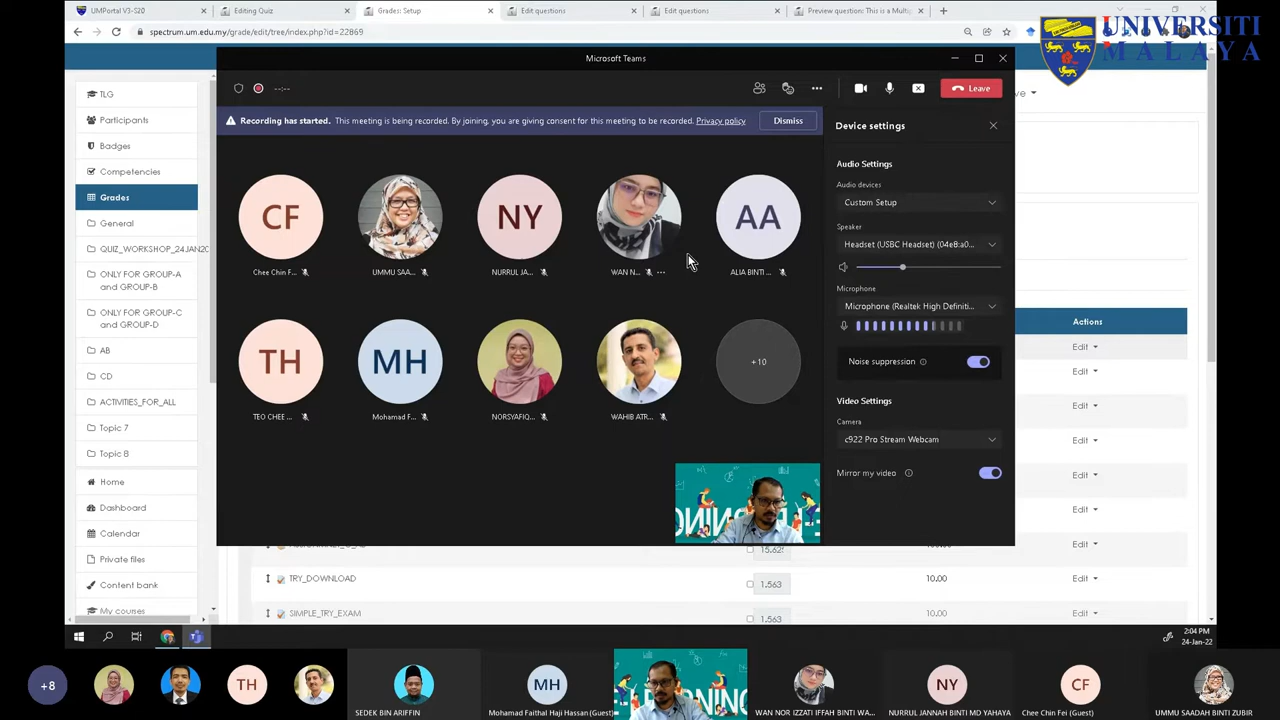 UMPortal V3-S20
Editing Quiz
Grades: Setup
Edit questions
Edit questions
Preview question: This is a Multip
spectrum.um.edu.my/grade/edit/tree/index.php?id=22869
UNIVERSITI
MALAYA
Microsoft Teams
TLG
Participants
Badges
Competencies
Grades
General
QUIZ_WORKSHOP_24JAN20
ONLY FOR GROUP-A
and GROUP-B
ONLY FOR GROUP-C
and GROUP-D
AB
CD
ACTIVITIES_FOR_ALL
Topic 7
Topic 8
Home
Dashboard
Calendar
Private files
Content bank
My courses
--:--
Leave
Recording has started. This meeting is being recorded. By joining, you are giving consent for this meeting to be recorded. Privacy policy
Dismiss
CF
NY
AA
Chee Chin F...
UMMU SAA...
NURRUL JA...
WAN N...
ALIA BINTI ...
TH
MH
+10
TEO CHEE ...
Mohamad F...
NORSYAFIQ...
WAHIB ATR...
Device settings
Audio Settings
Audio devices
Custom Setup
Speaker
Headset (USBC Headset) (04e8:a0...
Microphone
Microphone (Realtek High Definiti...
Noise suppression
Video Settings
Camera
c922 Pro Stream Webcam
Mirror my video
Actions
Edit
Edit
Edit
Edit
Edit
Edit
15.625
Edit
TRY_DOWNLOAD
1.563
10.00
Edit
SIMPLE_TRY_EXAM
1.563
10.00
Edit
2:04 PM
24-Jan-22
+8
TH
SEDEK BIN ARIFFIN
MH
Mohamad Faithal Haji Hassan (Guest)
WAN NOR IZZATI IFFAH BINTI WA...
NY
NURRUL JANNAH BINTI MD YAHAYA
CF
Chee Chin Fei (Guest)
UMMU SAADAH BINTI ZUBIR